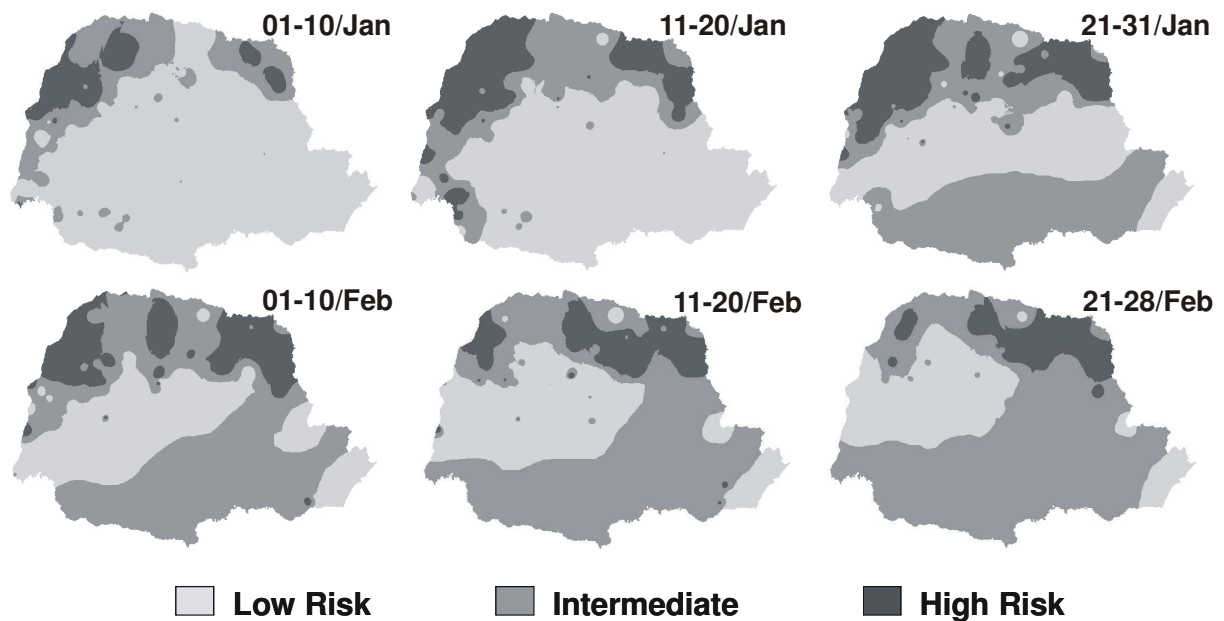 01-10/Jan
11-20/Jan
21-31/Jan
01-10/Feb
11-20/Feb
21-28/Feb
Low Risk
Intermediate
High Risk